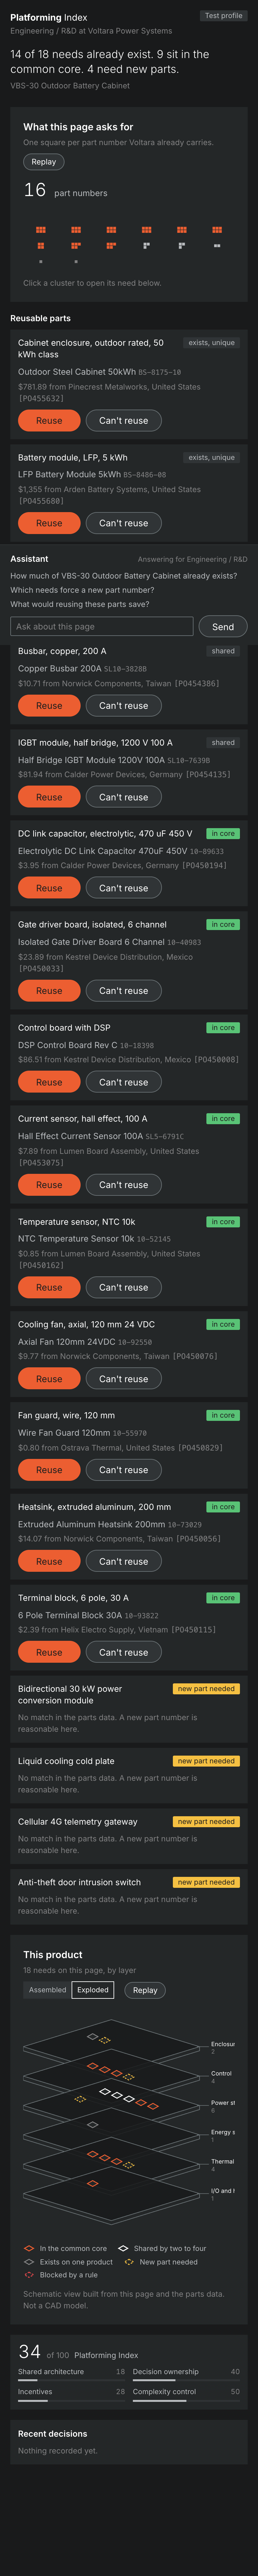 Platforming Index
Test profile
Engineering / R&D at Voltara Power Systems
14 of 18 needs already exist. 9 sit in the
common core. 4 need new parts.
VBS-30 Outdoor Battery Cabinet
What this page asks for
One square per part number Voltara already carries.
Replay
16 part numbers
Click a cluster to open its need below.
Reusable parts
Cabinet enclosure, outdoor rated, 50
kWh class
exists, unique
Outdoor Steel Cabinet 50kWh BS-8175-10
$781.89 from Pinecrest Metalworks, United States
[PO455632]
Reuse
Can't reuse
Battery module, LFP, 5 kWh
exists, unique
LFP Battery Module 5kWh BS-8486-08
$1,355 from Arden Battery Systems, United States
[PO455680]
Reuse
Can't reuse
Assistant
Answering for Engineering / R&D
How much of VBS-30 Outdoor Battery Cabinet already exists?
Which needs force a new part number?
What would reusing these parts save?
Ask about this page
Send
Busbar, copper, 200 A
shared
Copper Busbar 200A SL10-3828B
$10.71 from Norwick Components, Taiwan [PO454386]
Reuse
Can't reuse
IGBT module, half bridge, 1200 V 100 A
shared
Half Bridge IGBT Module 1200V 100A SL10-7639B
$81.94 from Calder Power Devices, Germany [PO454135]
Reuse
Can't reuse
DC link capacitor, electrolytic, 470 uF 450 V
in core
Electrolytic DC Link Capacitor 470uF 450V 10-89633
$3.95 from Calder Power Devices, Germany [PO450194]
Reuse
Can't reuse
Gate driver board, isolated, 6 channel
in core
Isolated Gate Driver Board 6 Channel 10-40983
$23.89 from Kestrel Device Distribution, Mexico
[PO450033]
Reuse
Can't reuse
Control board with DSP
in core
DSP Control Board Rev C 10-18398
$86.51 from Kestrel Device Distribution, Mexico [PO450008]
Reuse
Can't reuse
Current sensor, hall effect, 100 A
in core
Hall Effect Current Sensor 100A SL5-6791C
$7.89 from Lumen Board Assembly, United States
[PO453075]
Reuse
Can't reuse
Temperature sensor, NTC 10k
in core
NTC Temperature Sensor 10k 10-52145
$0.85 from Lumen Board Assembly, United States
[PO450162]
Reuse
Can't reuse
Cooling fan, axial, 120 mm 24 VDC
in core
Axial Fan 120mm 24VDC 10-92550
$9.77 from Norwick Components, Taiwan [PO450076]
Reuse
Can't reuse
Fan guard, wire, 120 mm
in core
Wire Fan Guard 120mm 10-55970
$0.80 from Ostrava Thermal, United States [PO450829]
Reuse
Can't reuse
Heatsink, extruded aluminum, 200 mm
in core
Extruded Aluminum Heatsink 200mm 10-73029
$14.07 from Norwick Components, Taiwan [PO450056]
Reuse
Can't reuse
Terminal block, 6 pole, 30 A
in core
6 Pole Terminal Block 30A 10-93822
$2.39 from Helix Electro Supply, Vietnam [PO450115]
Reuse
Can't reuse
Bidirectional 30 kW power
conversion module
new part needed
No match in the parts data. A new part number is
reasonable here.
Liquid cooling cold plate
new part needed
No match in the parts data. A new part number is
reasonable here.
Cellular 4G telemetry gateway
new part needed
No match in the parts data. A new part number is
reasonable here.
Anti-theft door intrusion switch
new part needed
No match in the parts data. A new part number is
reasonable here.
This product
18 needs on this page, by layer
Assembled
Exploded
Replay
Enclosur
2
Control
4
Power st
6
Energy s
1
Thermal
4
I/O and
1
In the common core
Shared by two to four
Exists on one product
New part needed
Blocked by a rule
Schematic view built from this page and the parts data.
Not a CAD model.
34 of 100 Platforming Index
Shared architecture 18
Decision ownership 40
Incentives 28
Complexity control 50
Recent decisions
Nothing recorded yet.